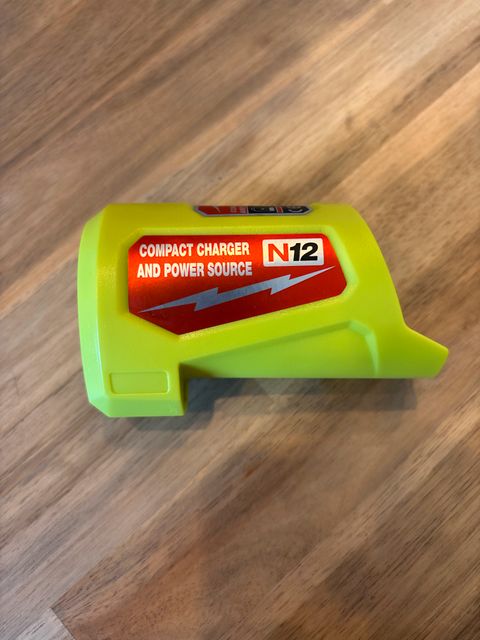 COMPACT CHARGER
AND POWER SOURCE
N12